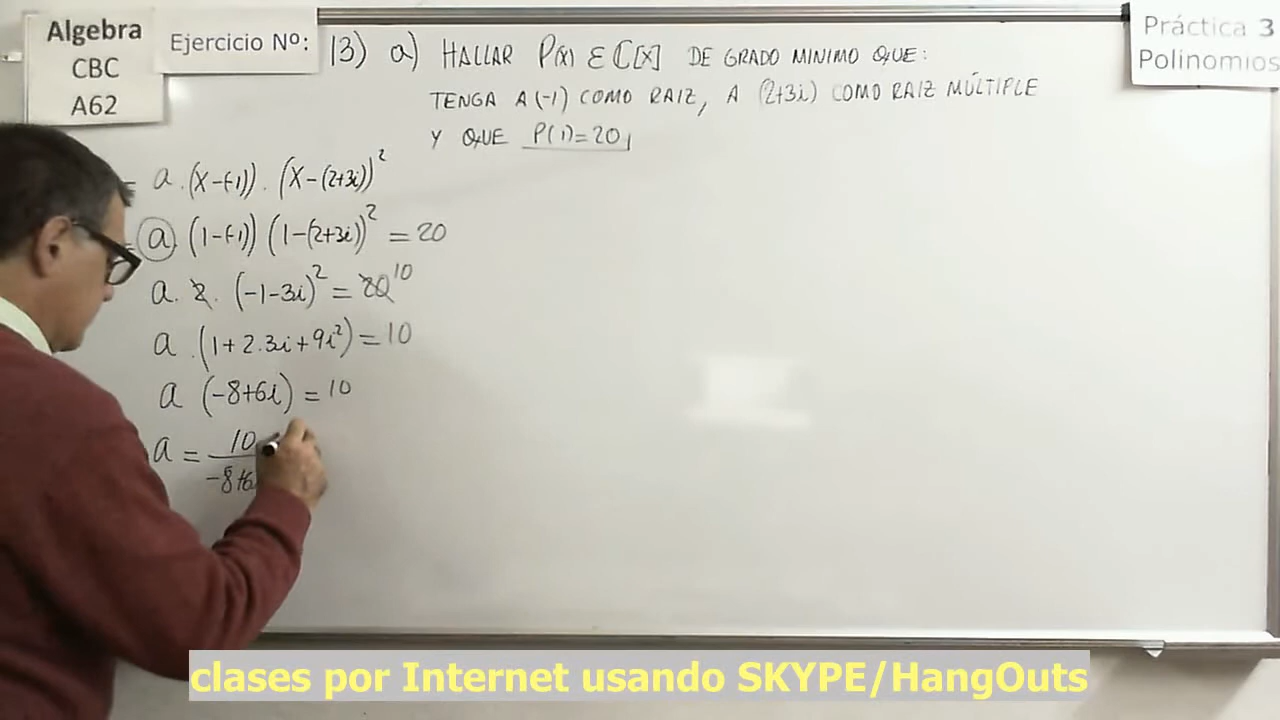 Algebra
CBC
A62
Ejercicio Nº:
13) a) HALLAR P(x) ε ℂ[x] DE GRADO MINIMO QUE:
TENGA A (-1) COMO RAIZ, A (2+3i) COMO RAIZ MÚLTIPLE
Y QUE P(1)=20
Práctica 3
Polinomios
= a.(x-(-1)).(x-(2+3i))²
= a.(1-(-1))(1-(2+3i))² = 20
a.2.(-1-3i)² = 20 10
a.(1+2.3i+9i²) = 10
a (-8+6i) = 10
a = 10/-8+6
clases por Internet usando SKYPE/HangOuts